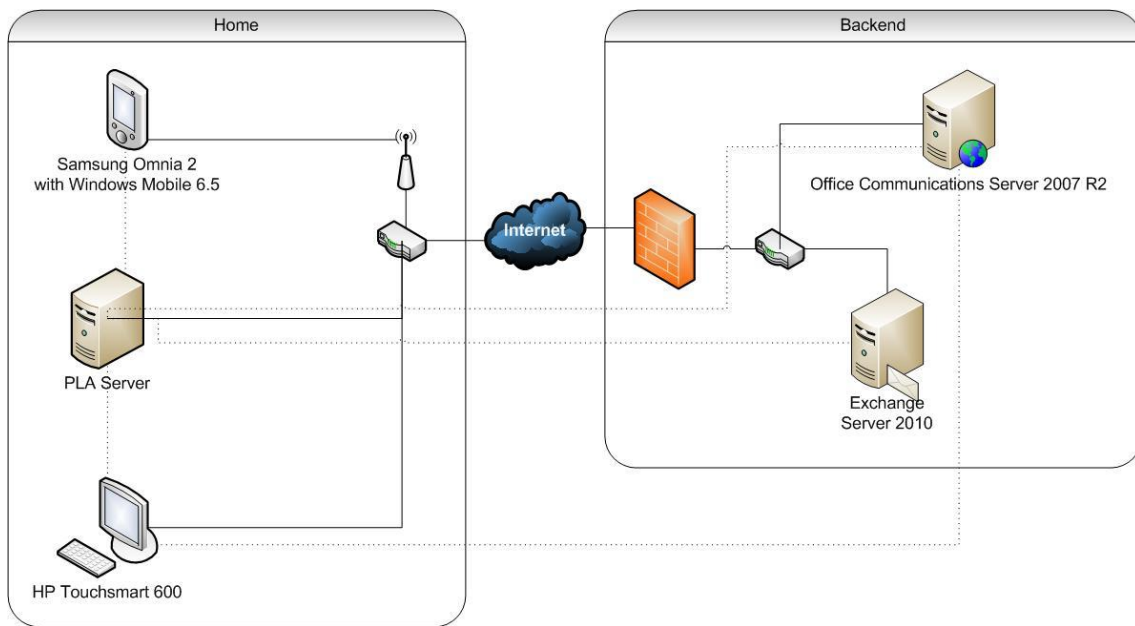 Home
Backend
Samsung Omnia 2
with Windows Mobile 6.5
Office Communications Server 2007 R2
Internet
PLA Server
Exchange
Server 2010
HP Touchsmart 600